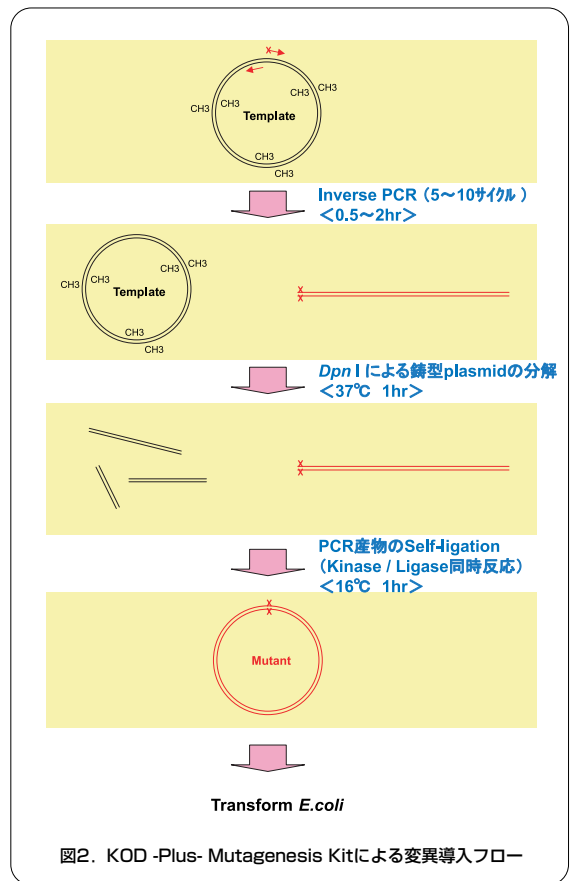 x
CH3 CH3
CH3 CH3
Template
CH3
CH3
Inverse PCR (5〜10サイクル)
<0.5〜2hr>
CH3 CH3
CH3 CH3
Template
CH3
CH3
x
x
Dpn I による鋳型plasmidの分解
<37℃ 1hr>
x
x
PCR産物のSelf-ligation
(Kinase / Ligase同時反応)
<16℃ 1hr>
x
x
Mutant
Transform E.coli
図2. KOD -Plus- Mutagenesis Kitによる変異導入フロー